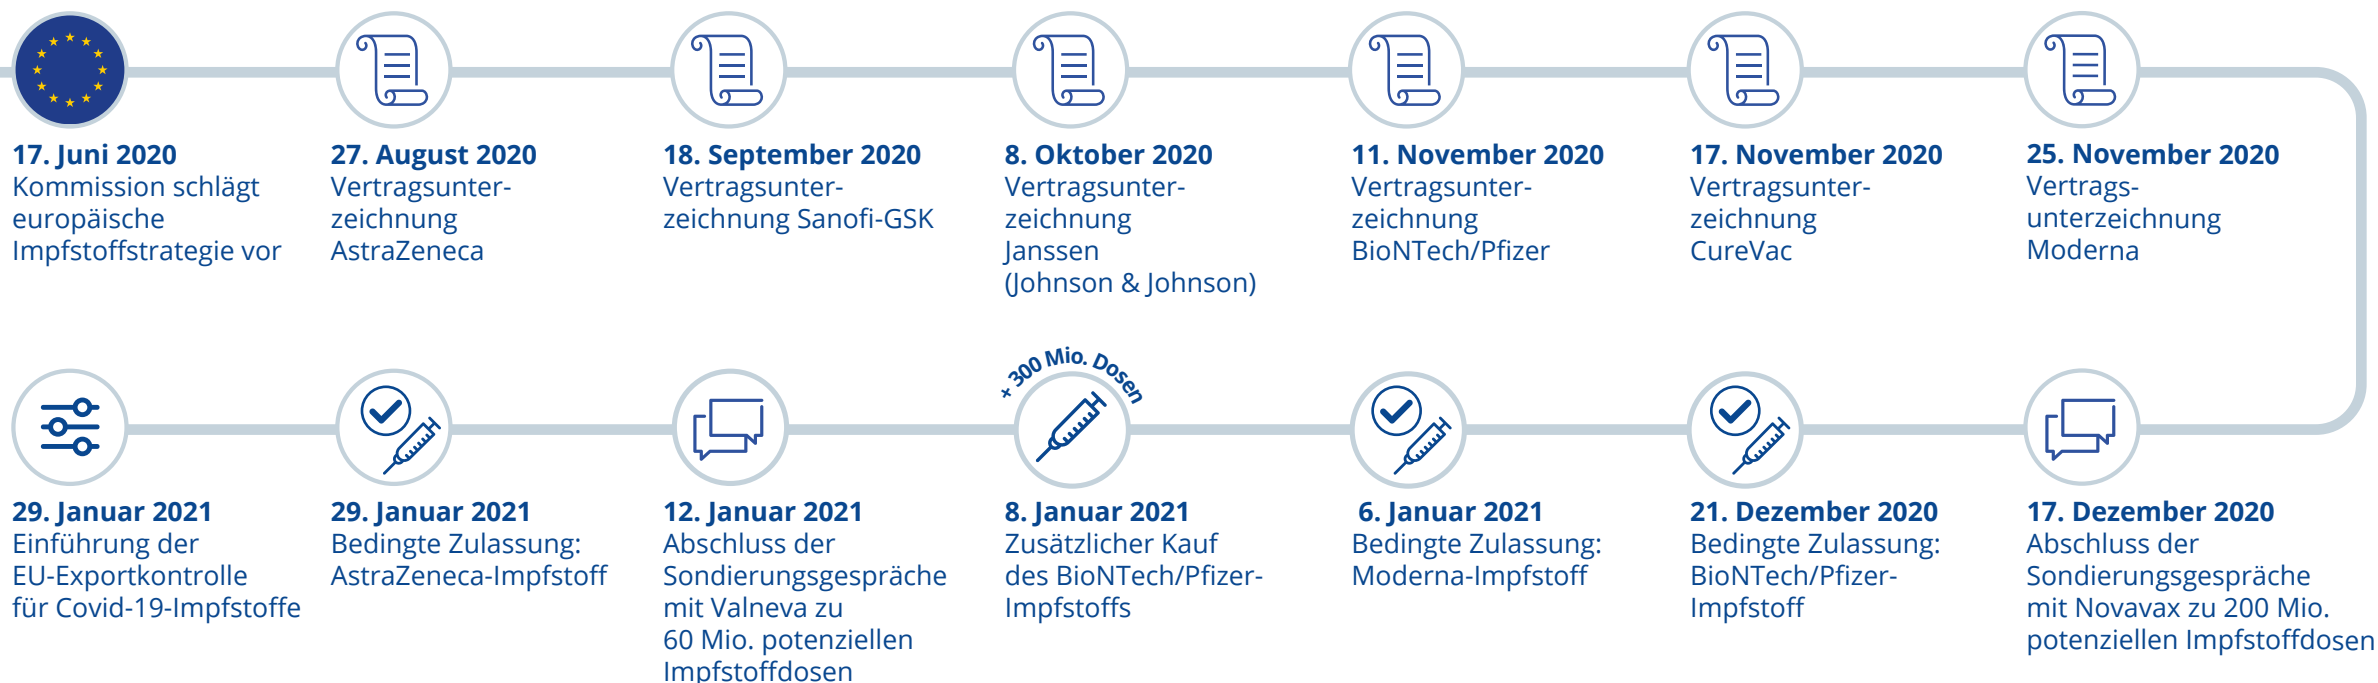 17. Juni 2020
Kommission schlägt
europäische
Impfstoffstrategie vor
27. August 2020
Vertragsunter-
zeichnung
AstraZeneca
18. September 2020
Vertragsunter-
zeichnung Sanofi-GSK
8. Oktober 2020
Vertragsunter-
zeichnung
Janssen
(Johnson & Johnson)
11. November 2020
Vertragsunter-
zeichnung
BioNTech/Pfizer
17. November 2020
Vertragsunter-
zeichnung
CureVac
25. November 2020
Vertrags-
unterzeichnung
Moderna
29. Januar 2021
Einführung der
EU-Exportkontrolle
für Covid-19-Impfstoffe
29. Januar 2021
Bedingte Zulassung:
AstraZeneca-Impfstoff
12. Januar 2021
Abschluss der
Sondierungsgespräche
mit Valneva zu
60 Mio. potenziellen
Impfstoffdosen
+ 300 Mio. Dosen
8. Januar 2021
Zusätzlicher Kauf
des BioNTech/Pfizer-
Impfstoffs
6. Januar 2021
Bedingte Zulassung:
Moderna-Impfstoff
21. Dezember 2020
Bedingte Zulassung:
BioNTech/Pfizer-
Impfstoff
17. Dezember 2020
Abschluss der
Sondierungsgespräche
mit Novavax zu 200 Mio.
potenziellen Impfstoffdosen